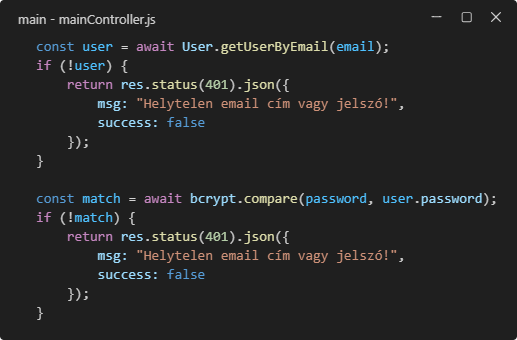 main - mainController.js
const user = await User.getUserByEmail(email);
if (!user) {
    return res.status(401).json({
        msg: "Helytelen email cím vagy jelszó!",
        success: false
    });
}

const match = await bcrypt.compare(password, user.password);
if (!match) {
    return res.status(401).json({
        msg: "Helytelen email cím vagy jelszó!",
        success: false
    });
}